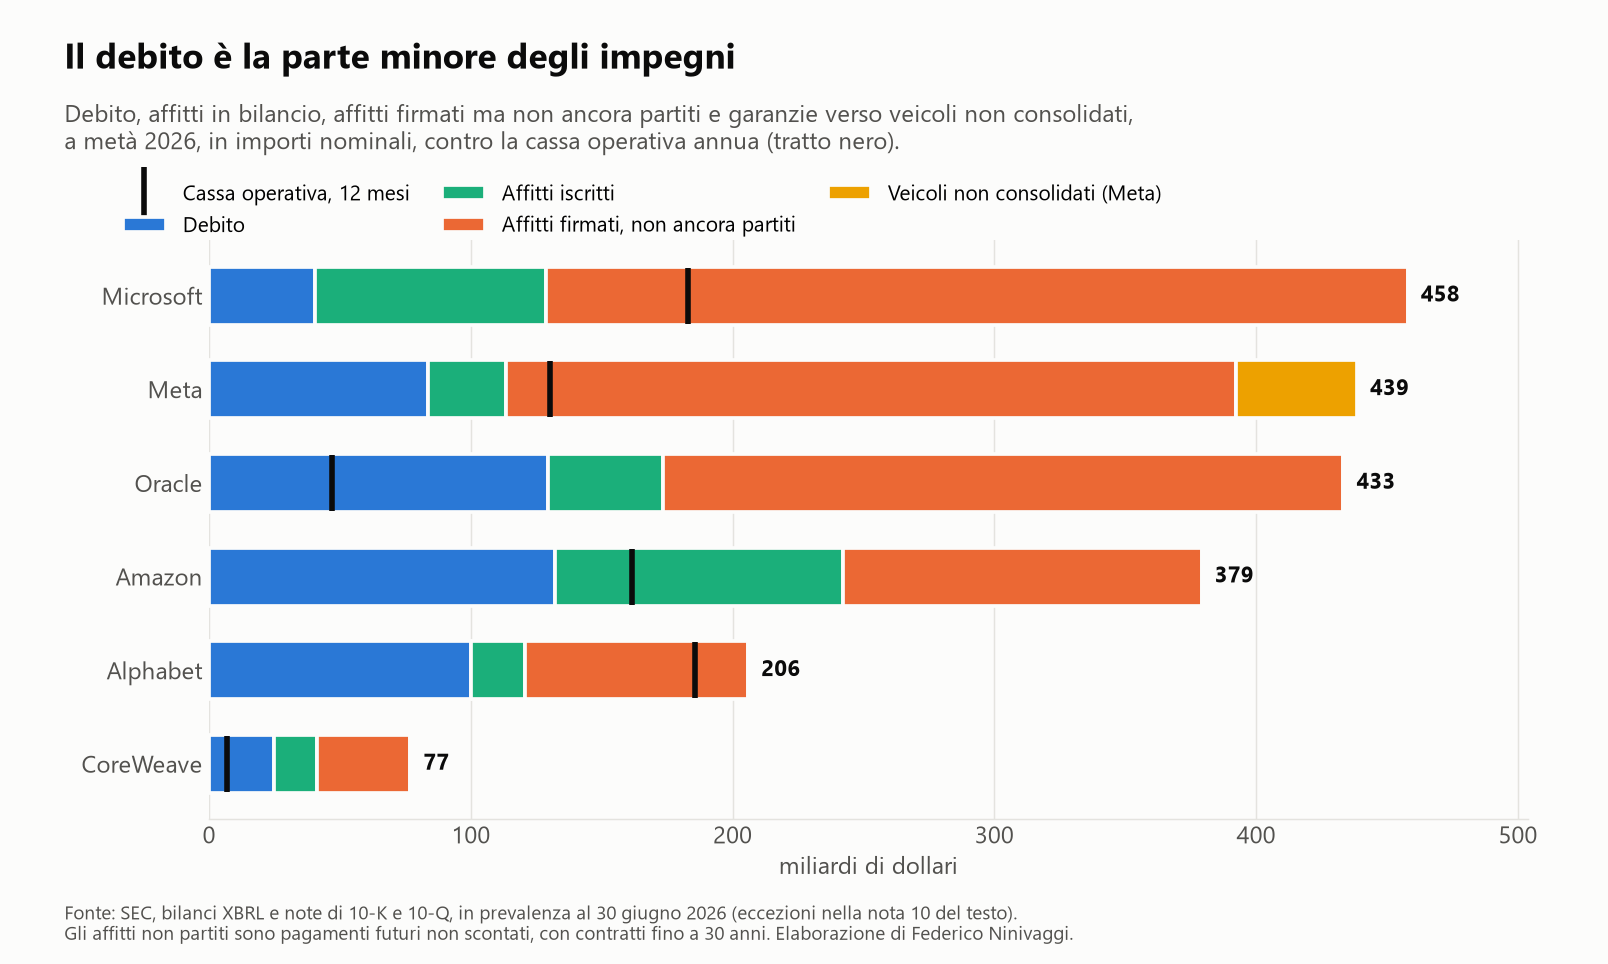 Il debito è la parte minore degli impegni
Debito, affitti in bilancio, affitti firmati ma non ancora partiti e garanzie verso veicoli non consolidati,
a metà 2026, in importi nominali, contro la cassa operativa annua (tratto nero).
Cassa operativa, 12 mesi
Debito
Affitti iscritti
Affitti firmati, non ancora partiti
Veicoli non consolidati (Meta)
Microsoft 458
Meta 439
Oracle 433
Amazon 379
Alphabet 206
CoreWeave 77
0 100 200 300 400 500
miliardi di dollari
Fonte: SEC, bilanci XBRL e note di 10-K e 10-Q, in prevalenza al 30 giugno 2026 (eccezioni nella nota 10 del testo).
Gli affitti non partiti sono pagamenti futuri non scontati, con contratti fino a 30 anni. Elaborazione di Federico Ninivaggi.